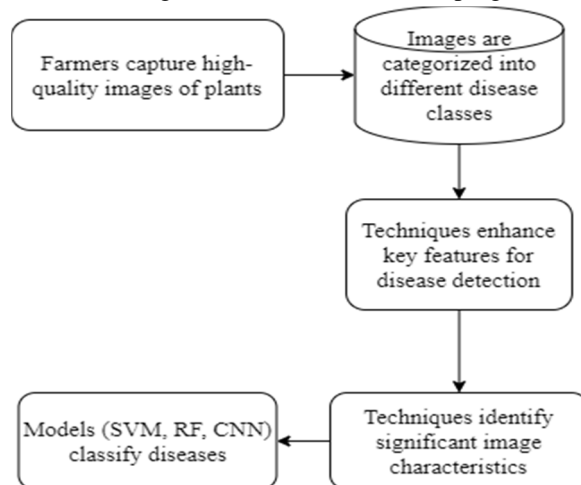 Farmers capture high-
quality images of plants
Images are
categorized into
different disease
classes
Techniques enhance
key features for
disease detection
Techniques identify
significant image
characteristics
Models (SVM, RF, CNN)
classify diseases